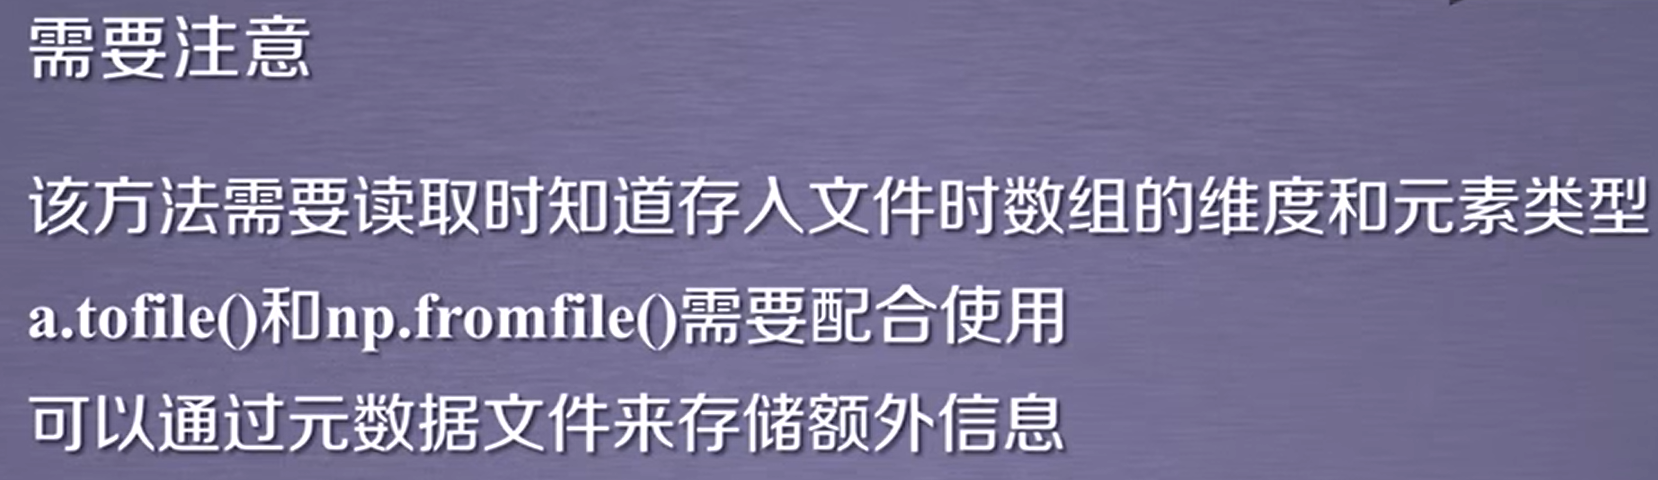 需要注意
该方法需要读取时知道存入文件时数组的维度和元素类型
a.tofile()和np.fromfile()需要配合使用
可以通过元数据文件来存储额外信息